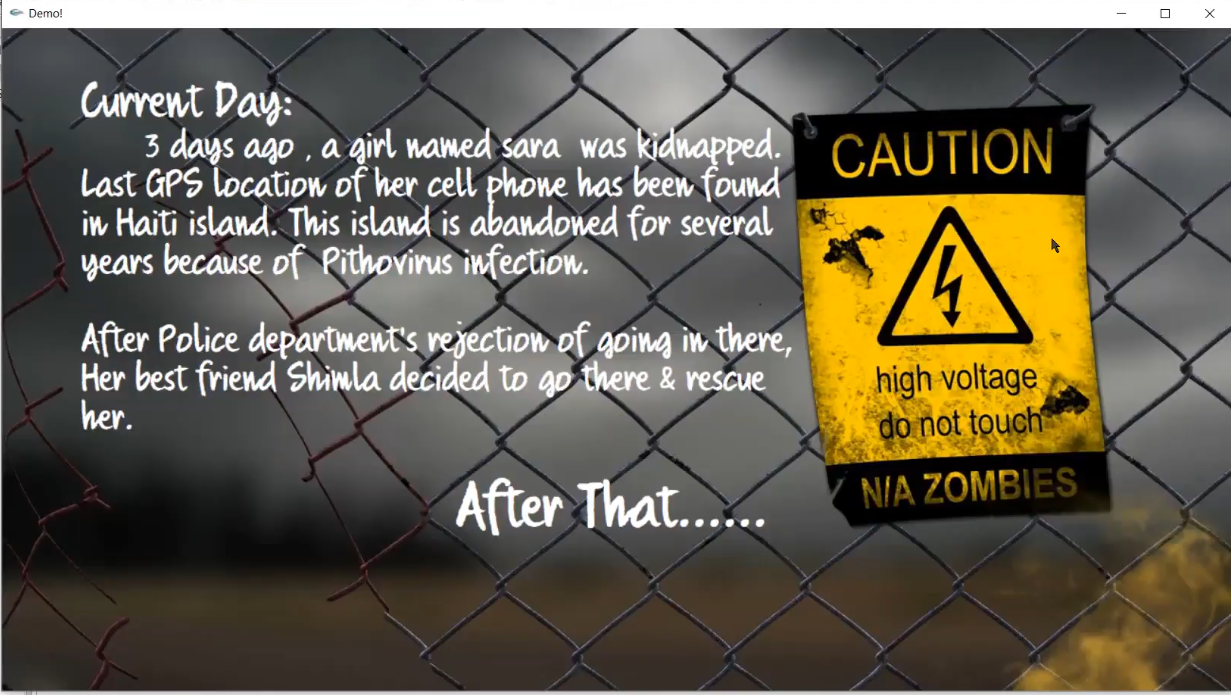 Demo!
Current Day:
3 days ago , a girl named sara was kidnapped.
Last GPS location of her cell phone has been found
in Haiti island. This island is abandoned for several
years because of Pithovirus infection.
After Police department's rejection of going in there,
Her best friend Shimla decided to go there & rescue
her.
After That......
CAUTION
high voltage
do not touch
N/A ZOMBIES